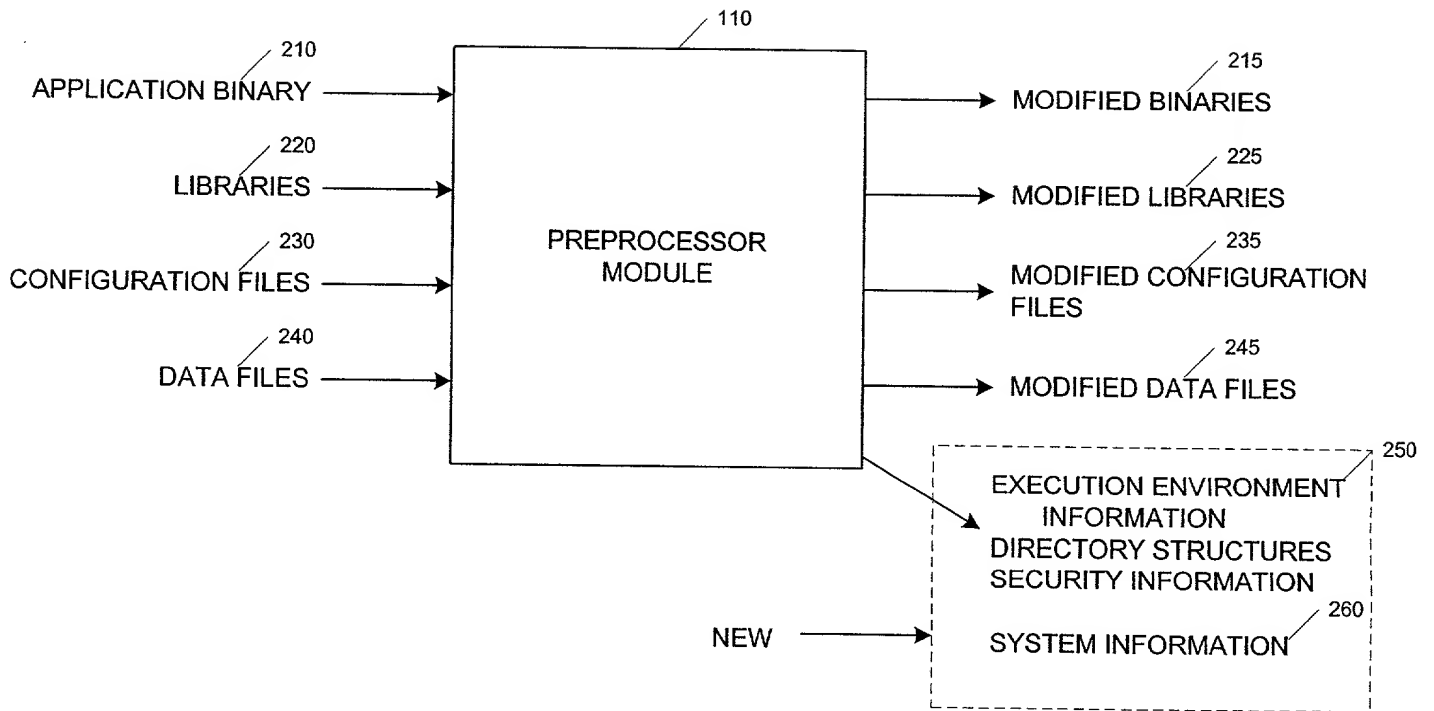 110
210
APPLICATION BINARY
220
LIBRARIES
230
CONFIGURATION FILES
240
DATA FILES
PREPROCESSOR
MODULE
215
MODIFIED BINARIES
225
MODIFIED LIBRARIES
235
MODIFIED CONFIGURATION
FILES
245
MODIFIED DATA FILES
250
EXECUTION ENVIRONMENT
INFORMATION
DIRECTORY STRUCTURES
SECURITY INFORMATION
260
NEW
SYSTEM INFORMATION